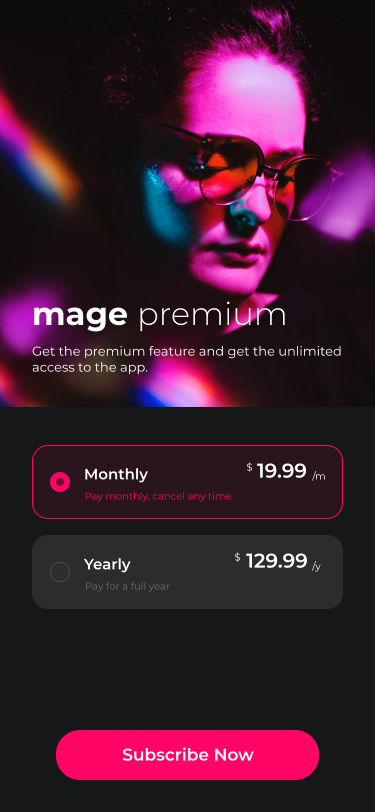 mage premium
Get the premium feature and get the unlimited
access to the app.
Monthly
$ 19.99 /m
Pay monthly, cancel any time
Yearly
$ 129.99 /y
Pay for a full year
Subscribe Now